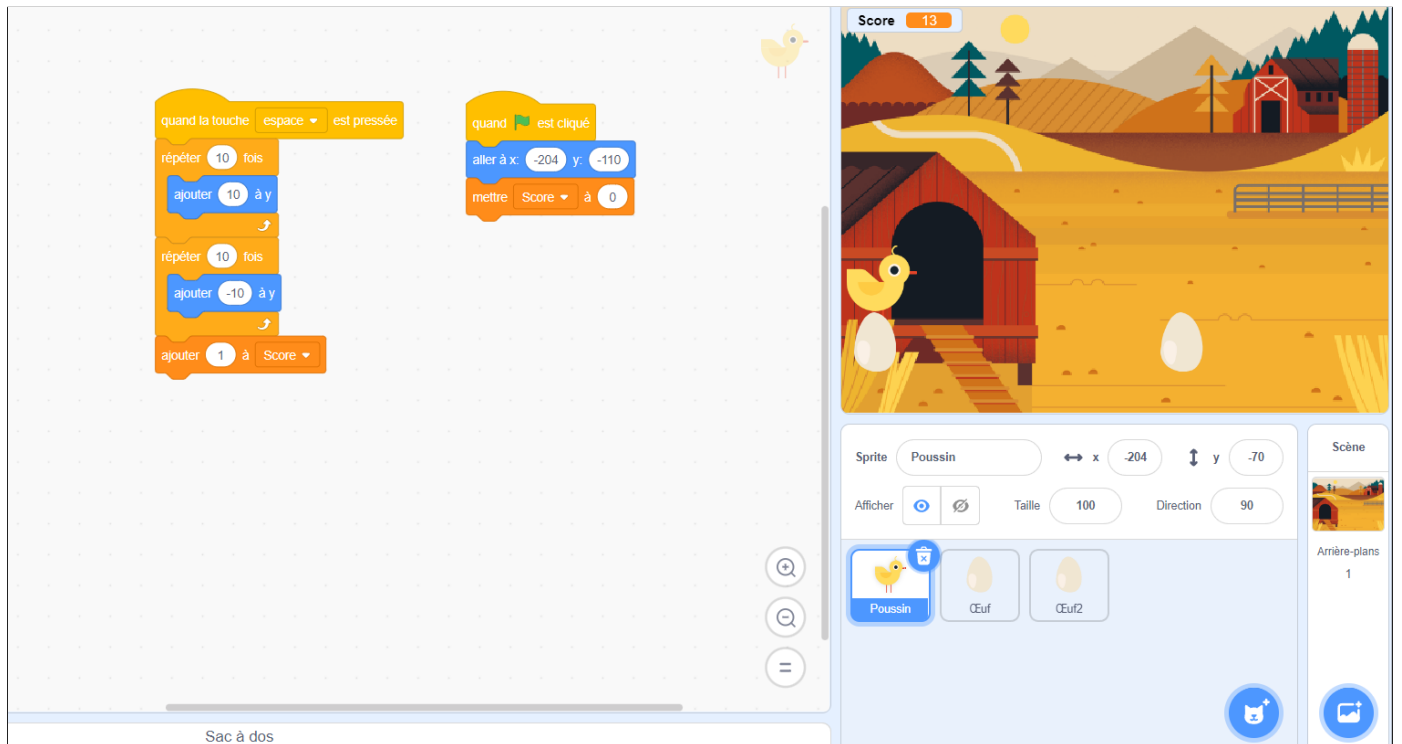 quand la touche espace est pressée
répéter 10 fois
ajouter 10 à y
répéter 10 fois
ajouter -10 à y
ajouter 1 à Score
quand est cliqué
aller à x: -204 y: -110
mettre Score à 0
Sac à dos
Score 13
Sprite Poussin x -204 y -70
Afficher Taille 100 Direction 90
Poussin
Œuf
Œuf2
Scène
Arrière-plans
1